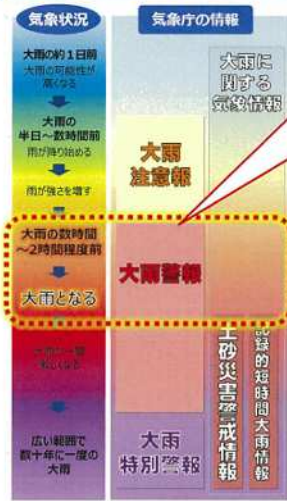 気象状況
気象庁の情報
大雨の約1日前
大雨の可能性が
高くなる
大雨の
半日～数時間前
雨が降り始める
雨が強さを増す
大雨の数時間
～2時間程度前
大雨となる
広い範囲で
数十年に一度の
大雨
大雨
注意報
大雨警報
大雨
特別警報
大雨に
関する
気象情報
土砂災害警戒情報
記録的短時間大雨情報